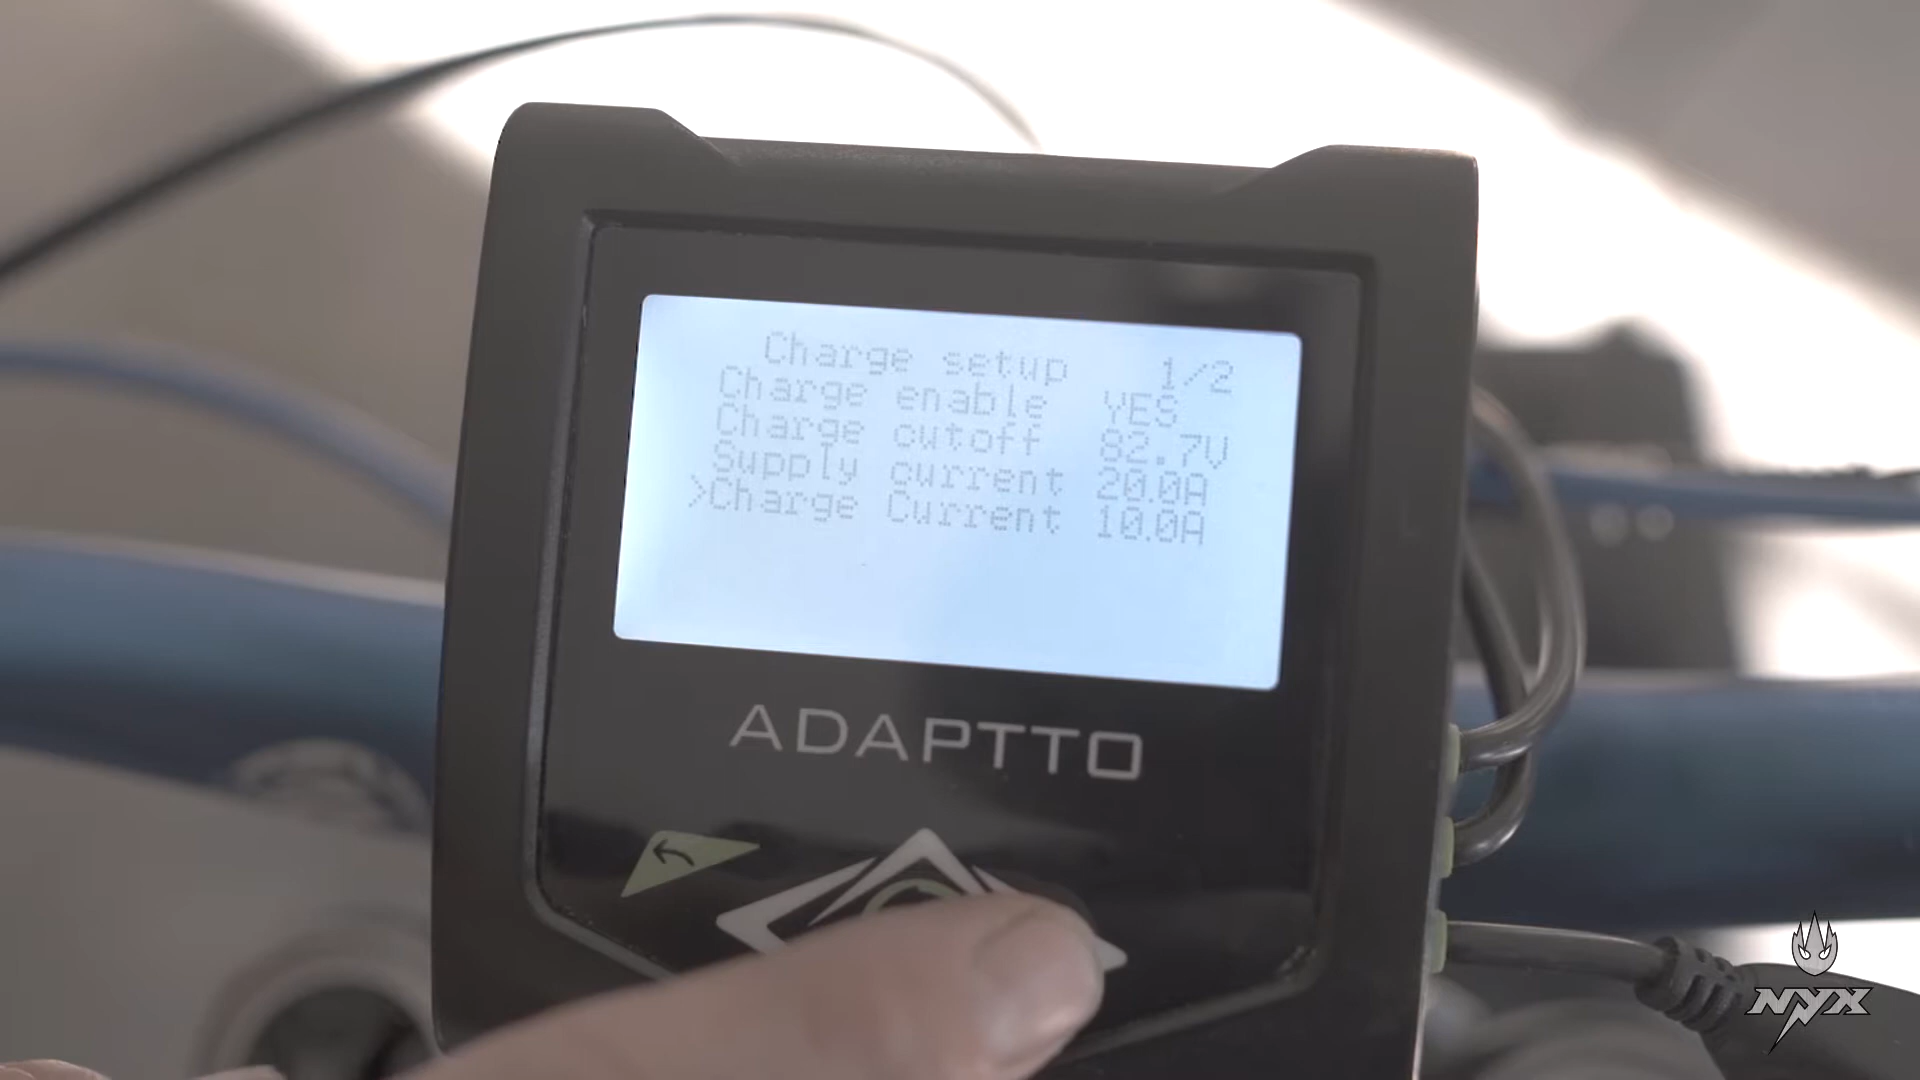 Charge setup 1/2
Charge enable YES
Charge cutoff 82.7V
Supply current 20.0A
>Charge Current 10.0A
ADAPTTO
NYX